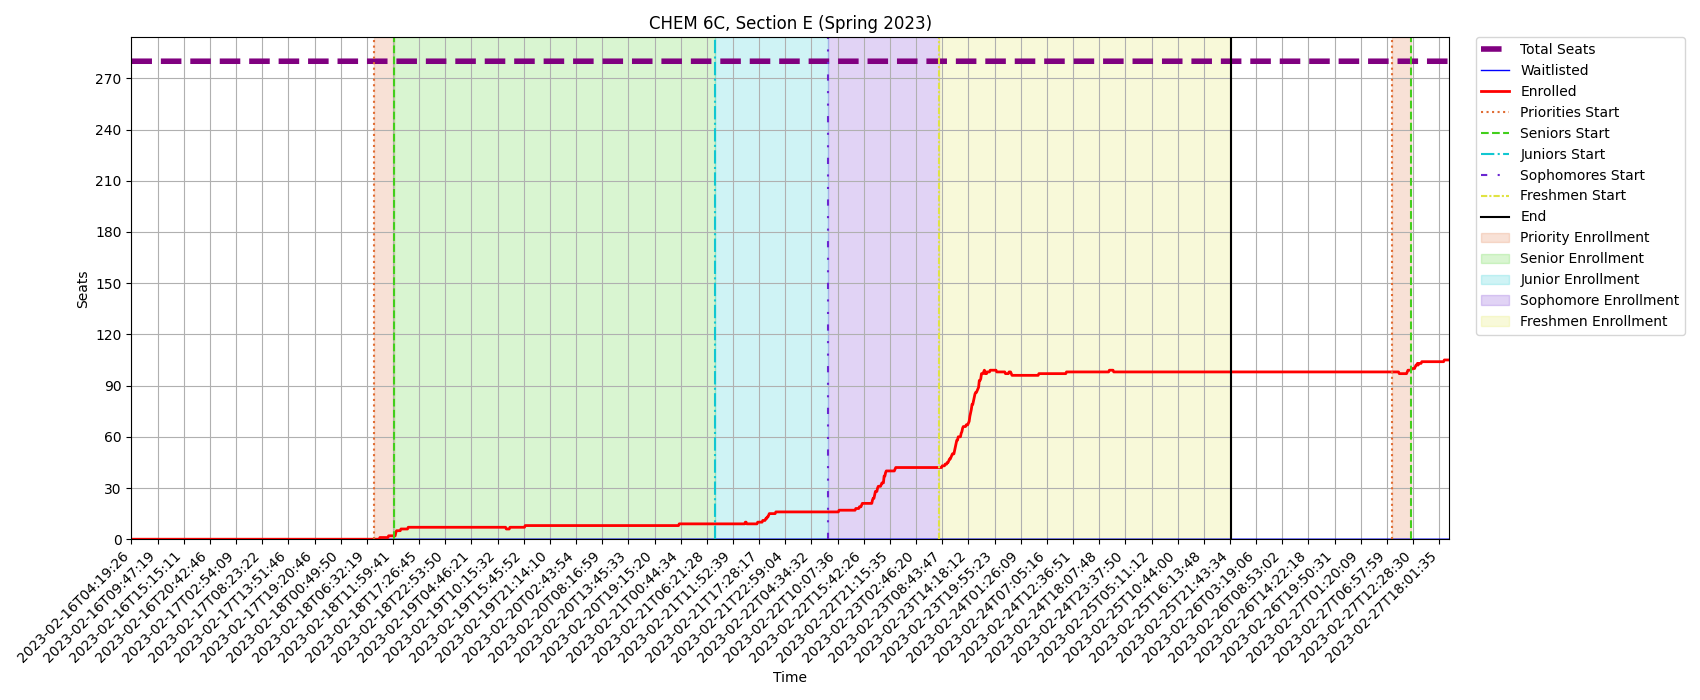 CHEM 6C, Section E (Spring 2023)
Seats
270
240
210
180
150
120
90
60
30
0
2023-02-16T04:19:26
2023-02-16T09:47:19
2023-02-16T15:15:11
2023-02-16T20:42:46
2023-02-17T02:54:09
2023-02-17T08:23:22
2023-02-17T13:51:46
2023-02-17T19:20:46
2023-02-18T00:49:50
2023-02-18T06:32:19
2023-02-18T11:59:41
2023-02-18T17:26:45
2023-02-18T22:53:50
2023-02-19T04:46:21
2023-02-19T10:15:32
2023-02-19T15:45:52
2023-02-19T21:14:10
2023-02-20T02:43:54
2023-02-20T08:16:59
2023-02-20T13:45:33
2023-02-20T19:15:20
2023-02-21T00:44:34
2023-02-21T06:21:28
2023-02-21T11:52:39
2023-02-21T17:28:17
2023-02-21T22:59:04
2023-02-22T04:34:32
2023-02-22T10:07:36
2023-02-22T15:42:26
2023-02-22T21:15:35
2023-02-23T02:46:20
2023-02-23T08:43:47
2023-02-23T14:18:12
2023-02-23T19:55:23
2023-02-24T01:26:09
2023-02-24T07:05:16
2023-02-24T12:36:51
2023-02-24T18:07:48
2023-02-24T23:37:50
2023-02-25T05:11:12
2023-02-25T10:44:00
2023-02-25T16:13:48
2023-02-25T21:43:34
2023-02-26T03:19:06
2023-02-26T08:53:02
2023-02-26T14:22:18
2023-02-26T19:50:31
2023-02-27T01:20:09
2023-02-27T06:57:59
2023-02-27T12:28:30
2023-02-27T18:01:35
Time
Total Seats
Waitlisted
Enrolled
Priorities Start
Seniors Start
Juniors Start
Sophomores Start
Freshmen Start
End
Priority Enrollment
Senior Enrollment
Junior Enrollment
Sophomore Enrollment
Freshmen Enrollment